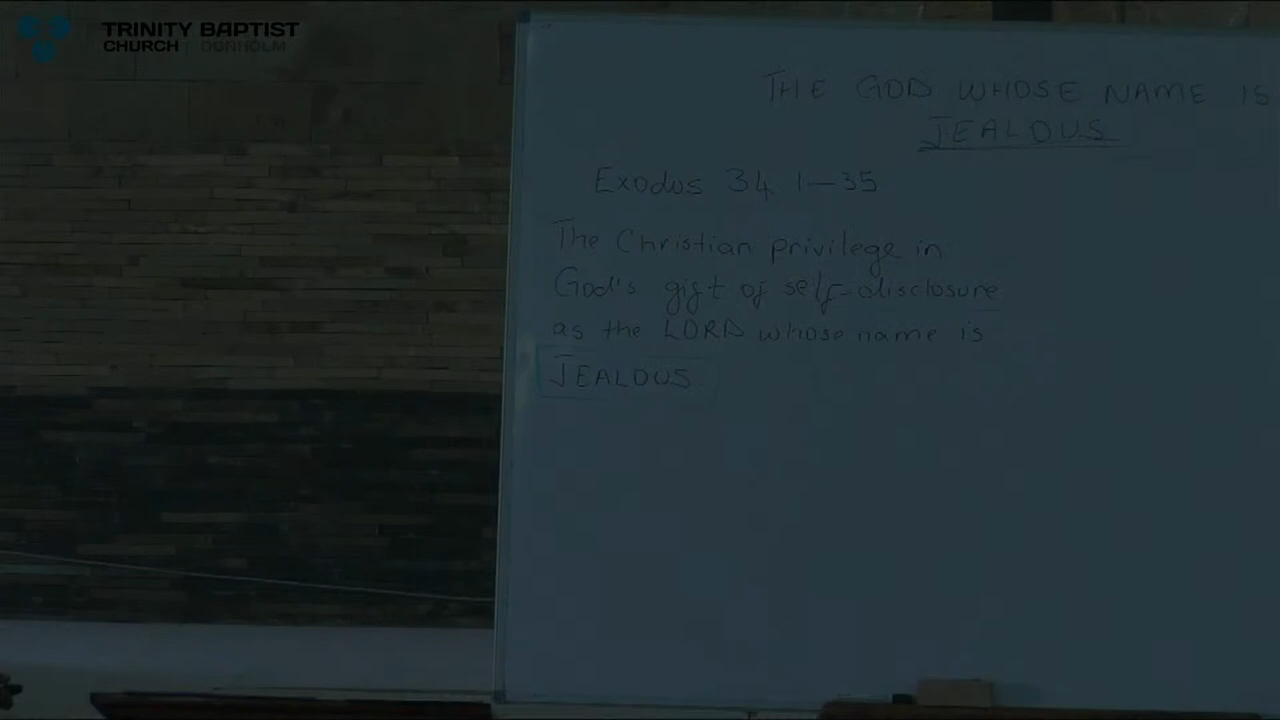 TRINITY BAPTIST
CHURCH | DONHOLM
THE GOD WHOSE NAME IS
JEALOUS
Exodus 34 1-35
The Christian privilege in
God's gift of self-disclosure
as the LORD whose name is
JEALOUS